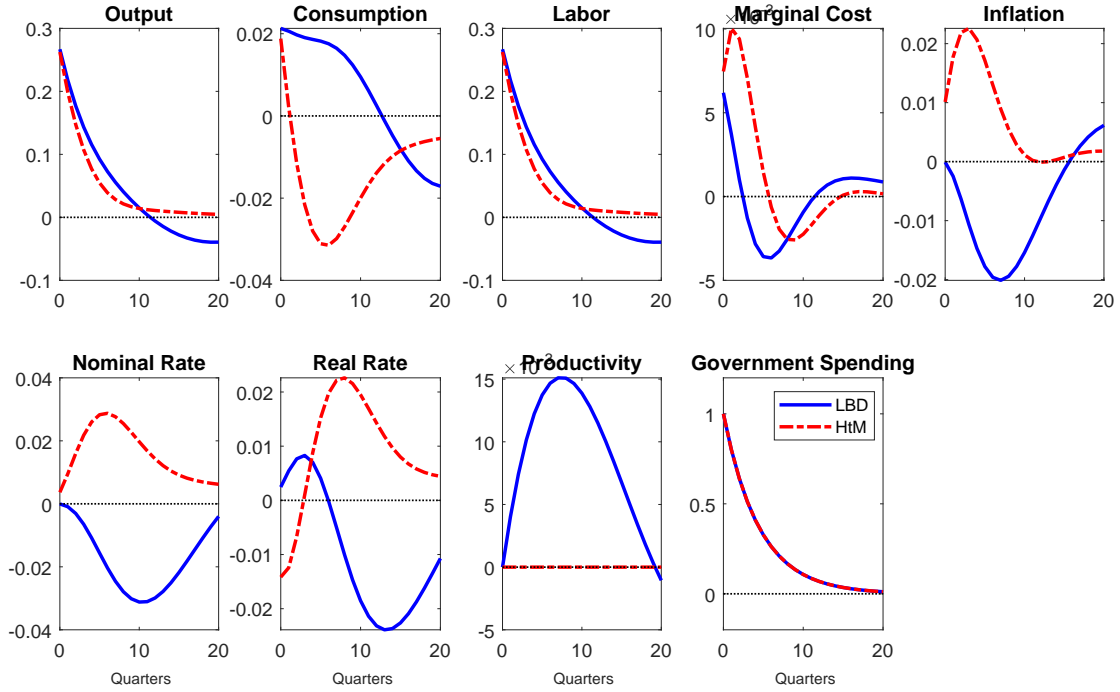 Output
0.3
0.2
0.1
0
-0.1
0 10 20
Consumption
0.02
0
-0.02
-0.04
0 10 20
Labor
0.3
0.2
0.1
0
-0.1
0 10 20
Marginal Cost
10
5
0
-5
0 10 20
Inflation
0.02
0.01
0
-0.01
-0.02
0 10 20
Nominal Rate
0.04
0.02
0
-0.02
-0.04
0 10 20
Quarters
Real Rate
0.02
0.01
0
-0.01
-0.02
0 10 20
Quarters
Productivity
15
10
5
0
-5
0 10 20
Quarters
Government Spending
LBD
HtM
1
0.5
0
0 10 20
Quarters